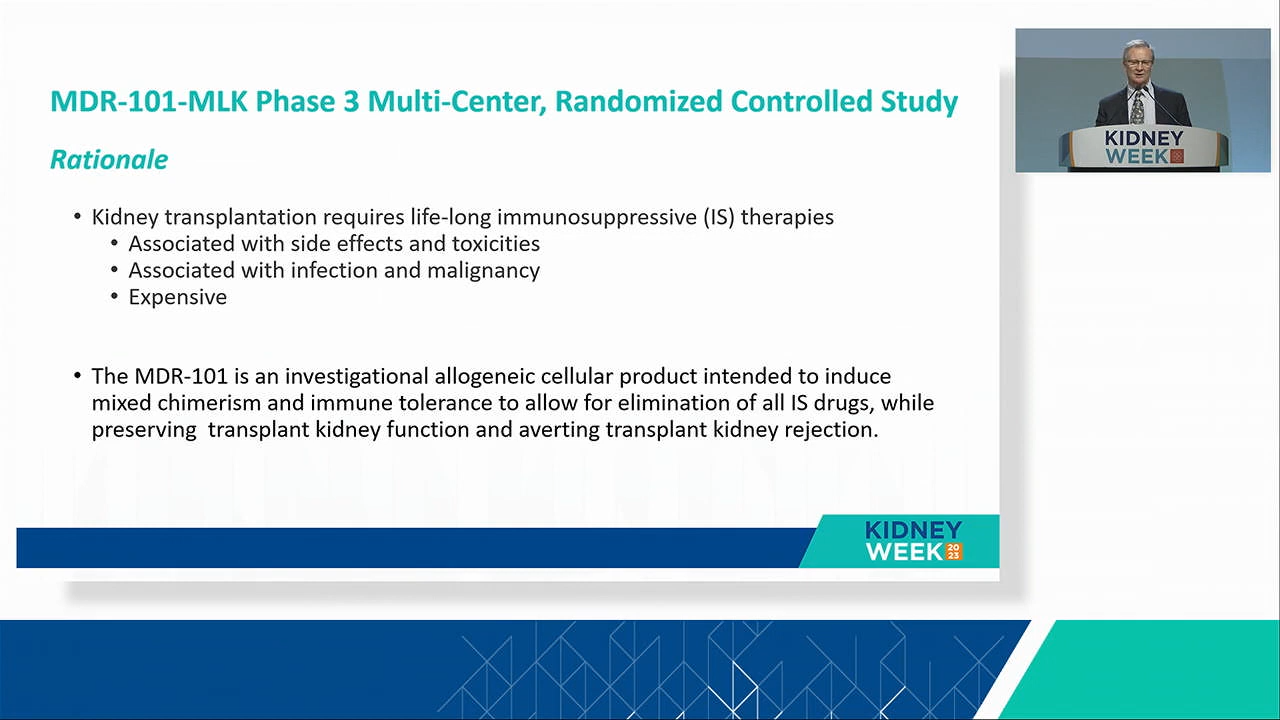 MDR-101-MLK Phase 3 Multi-Center, Randomized Controlled Study
Rationale
• Kidney transplantation requires life-long immunosuppressive (IS) therapies
• Associated with side effects and toxicities
• Associated with infection and malignancy
• Expensive
• The MDR-101 is an investigational allogeneic cellular product intended to induce
mixed chimerism and immune tolerance to allow for elimination of all IS drugs, while
preserving transplant kidney function and averting transplant kidney rejection.
KIDNEY
WEEK 20
23
KIDNEY
WEEK